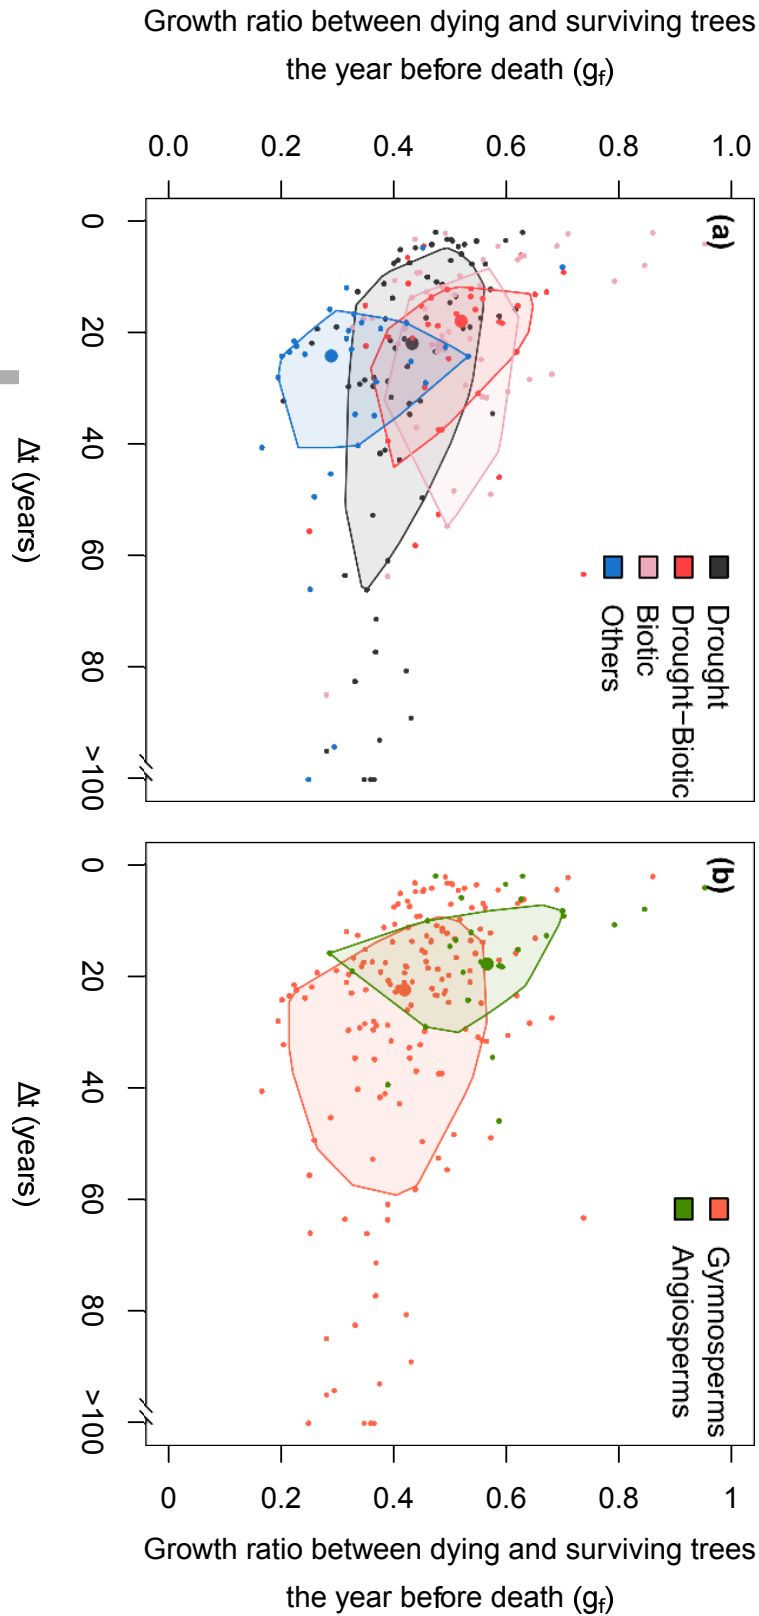 Growth ratio between dying and surviving trees
the year before death (gf)
0.0 0.2 0.4 0.6 0.8 1.0
(a)
0
20
40
60
80
>100
Δt (years)
Drought
Drought−Biotic
Biotic
Others
(b)
0
20
40
60
80
>100
Δt (years)
Gymnosperms
Angiosperms
0 0.2 0.4 0.6 0.8 1
Growth ratio between dying and surviving trees
the year before death (gf)